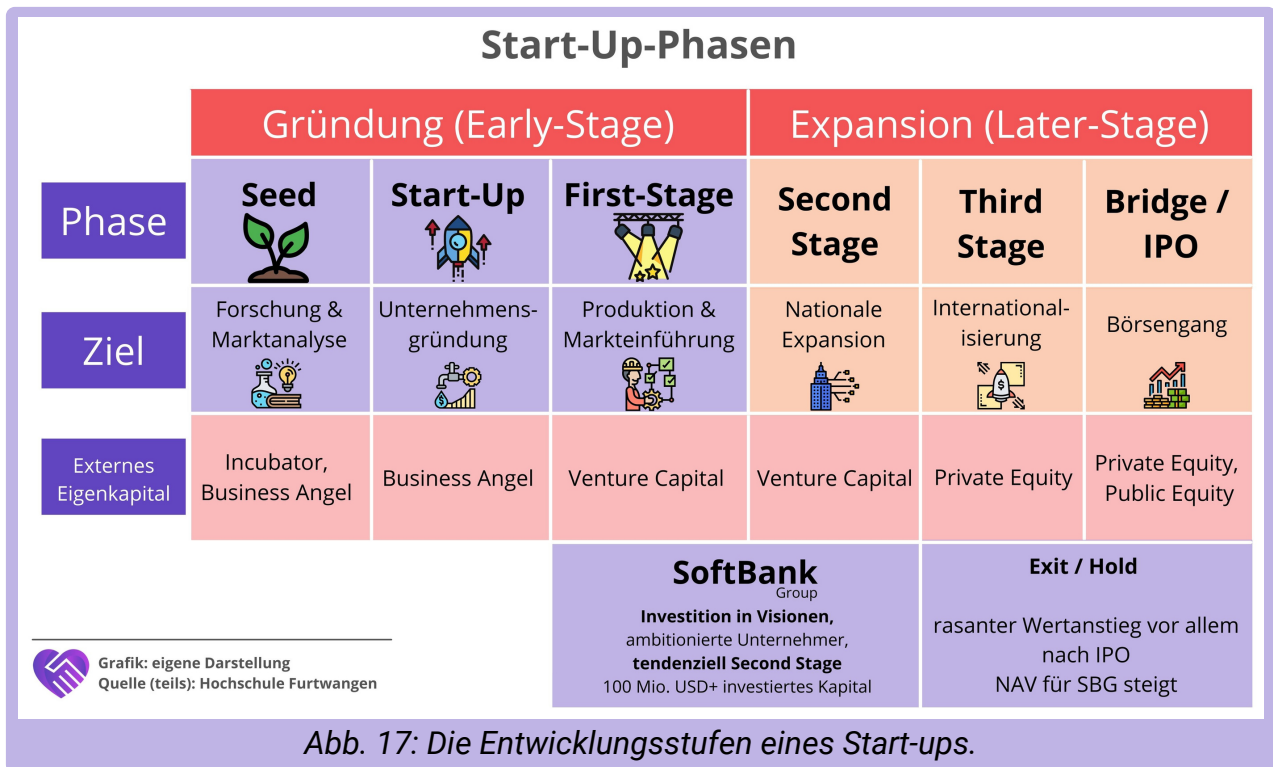 Start-Up-Phasen
Gründung (Early-Stage)
Expansion (Later-Stage)
Phase
Seed
Start-Up
First-Stage
Second
Stage
Third
Stage
Bridge /
IPO
Ziel
Forschung &
Marktanalyse
Unternehmens-
gründung
Produktion &
Markteinführung
Nationale
Expansion
International-
isierung
Börsengang
Externes
Eigenkapital
Incubator,
Business Angel
Business Angel
Venture Capital
Venture Capital
Private Equity
Private Equity,
Public Equity
SoftBank
Group
Investition in Visionen,
ambitionierte Unternehmer,
tendenziell Second Stage
100 Mio. USD+ investiertes Kapital
Exit / Hold
rasanter Wertanstieg vor allem
nach IPO
NAV für SBG steigt
Grafik: eigene Darstellung
Quelle (teils): Hochschule Furtwangen
Abb. 17: Die Entwicklungsstufen eines Start-ups.